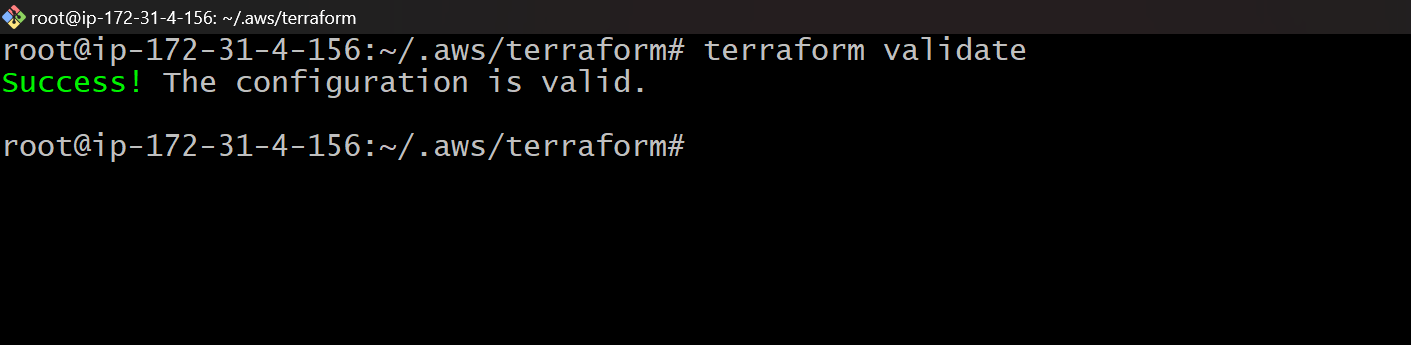 root@ip-172-31-4-156: ~/.aws/terraform
root@ip-172-31-4-156:~/.aws/terraform# terraform validate
Success! The configuration is valid.
root@ip-172-31-4-156:~/.aws/terraform#